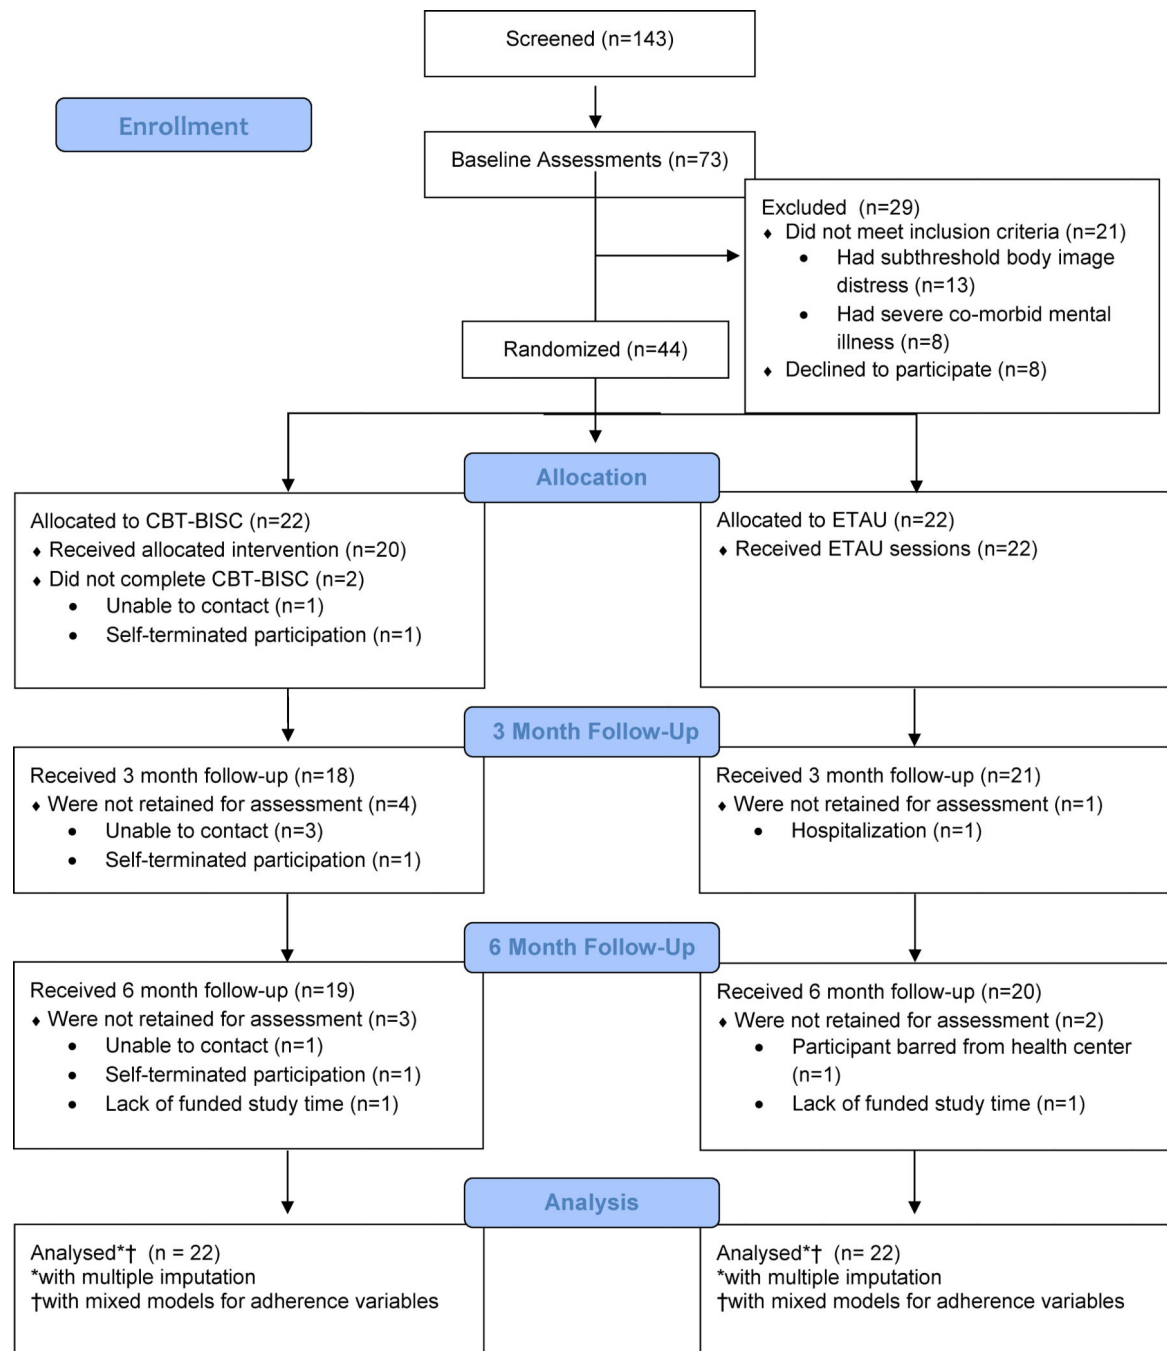 Screened (n=143)
Enrollment
Baseline Assessments (n=73)
Excluded  (n=29)
♦ Did not meet inclusion criteria (n=21)
• Had subthreshold body image
distress (n=13)
• Had severe co-morbid mental
illness (n=8)
♦ Declined to participate (n=8)
Randomized (n=44)
Allocation
Allocated to CBT-BISC (n=22)
♦ Received allocated intervention (n=20)
♦ Did not complete CBT-BISC (n=2)
• Unable to contact (n=1)
• Self-terminated participation (n=1)
Allocated to ETAU (n=22)
♦ Received ETAU sessions (n=22)
3 Month Follow-Up
Received 3 month follow-up (n=18)
♦ Were not retained for assessment (n=4)
• Unable to contact (n=3)
• Self-terminated participation (n=1)
Received 3 month follow-up (n=21)
♦ Were not retained for assessment (n=1)
• Hospitalization (n=1)
6 Month Follow-Up
Received 6 month follow-up (n=19)
♦ Were not retained for assessment (n=3)
• Unable to contact (n=1)
• Self-terminated participation (n=1)
• Lack of funded study time (n=1)
Received 6 month follow-up (n=20)
♦ Were not retained for assessment (n=2)
• Participant barred from health center
(n=1)
• Lack of funded study time (n=1)
Analysis
Analysed*† (n = 22)
*with multiple imputation
†with mixed models for adherence variables
Analysed*† (n= 22)
*with multiple imputation
†with mixed models for adherence variables